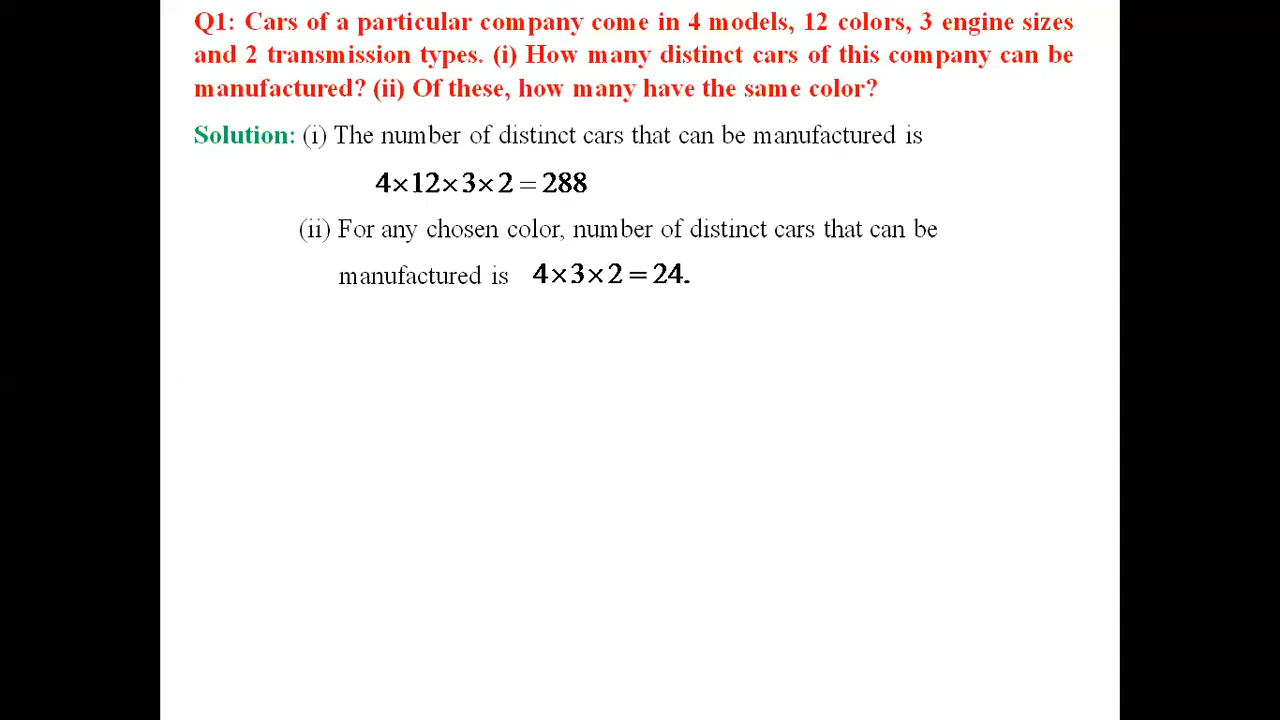 Q1: Cars of a particular company come in 4 models, 12 colors, 3 engine sizes
and 2 transmission types. (i) How many distinct cars of this company can be
manufactured? (ii) Of these, how many have the same color?
Solution: (i) The number of distinct cars that can be manufactured is
4×12×3×2=288
(ii) For any chosen color, number of distinct cars that can be
manufactured is 4×3×2=24.